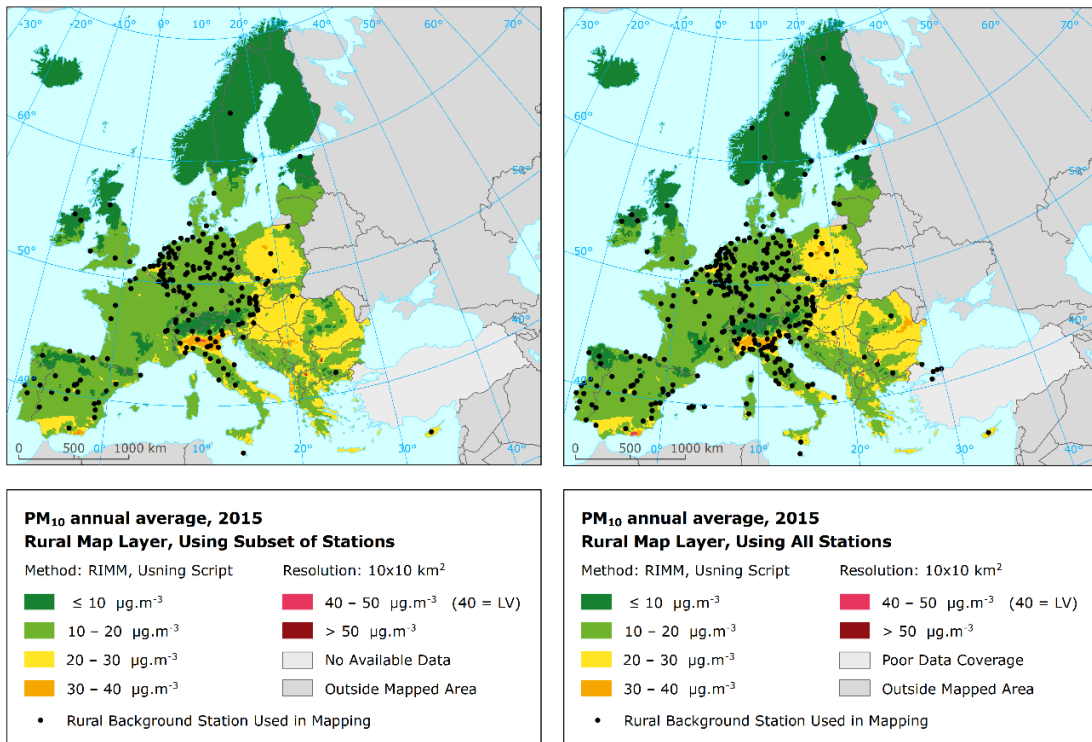 -30° -20° -10° 0° 10° 20° 30° 40° 50° 60° 70°
60°
50°
50°
40°
40°
40°
0 500 1000 km
0° 10° 20° 30° 40°
PM₁₀ annual average, 2015
Rural Map Layer, Using Subset of Stations
Method: RIMM, Usning Script Resolution: 10x10 km²
≤ 10 µg.m⁻³ 40 – 50 µg.m⁻³ (40 = LV)
10 – 20 µg.m⁻³ > 50 µg.m⁻³
20 – 30 µg.m⁻³ No Available Data
30 – 40 µg.m⁻³ Outside Mapped Area
• Rural Background Station Used in Mapping
-30° -20° -10° 0° 10° 20° 30° 40° 50° 60° 70°
60°
50°
50°
40°
40°
40°
0 500 1000 km
0° 10° 20° 30° 40°
PM₁₀ annual average, 2015
Rural Map Layer, Using All Stations
Method: RIMM, Usning Script Resolution: 10x10 km²
≤ 10 µg.m⁻³ 40 – 50 µg.m⁻³ (40 = LV)
10 – 20 µg.m⁻³ > 50 µg.m⁻³
20 – 30 µg.m⁻³ Poor Data Coverage
30 – 40 µg.m⁻³ Outside Mapped Area
• Rural Background Station Used in Mapping